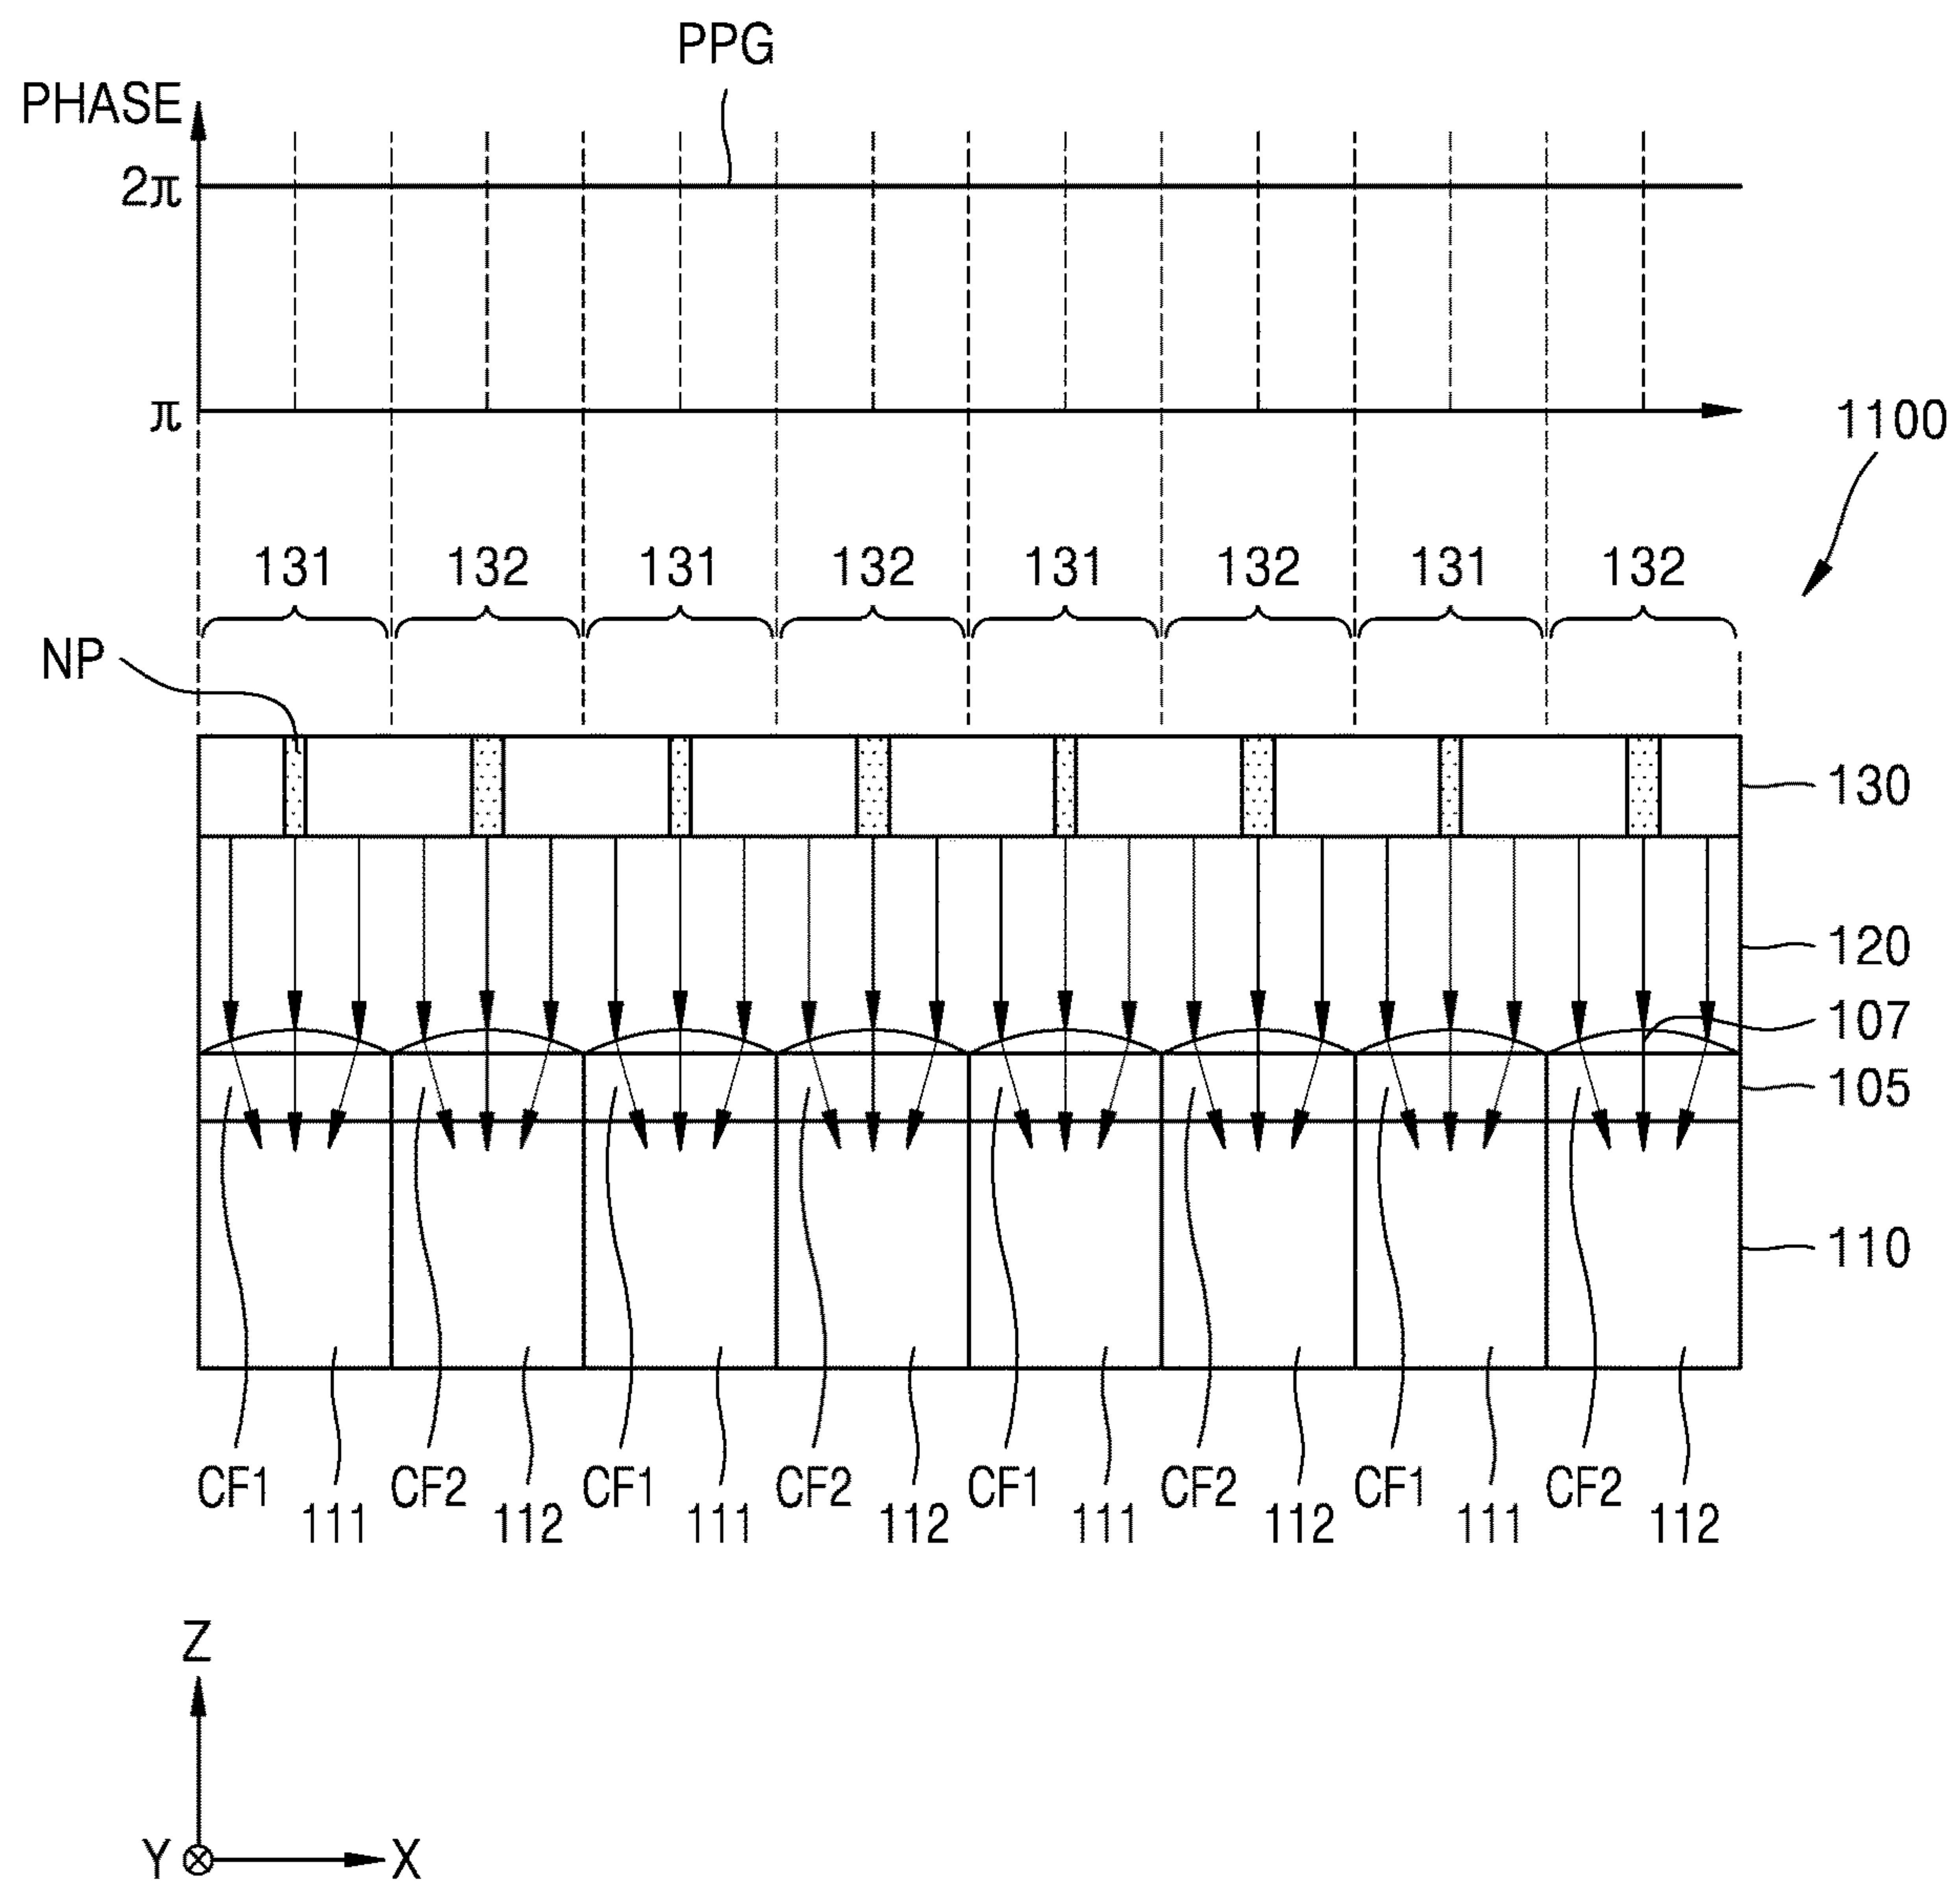 PPG
PHASE
2π
π
1100
131 132 131 132 131 132 131 132
NP
130
120
107
105
110
CF1 CF2 CF1 CF2 CF1 CF2 CF1 CF2
111 112 111 112 111 112 111 112
Z
Y X